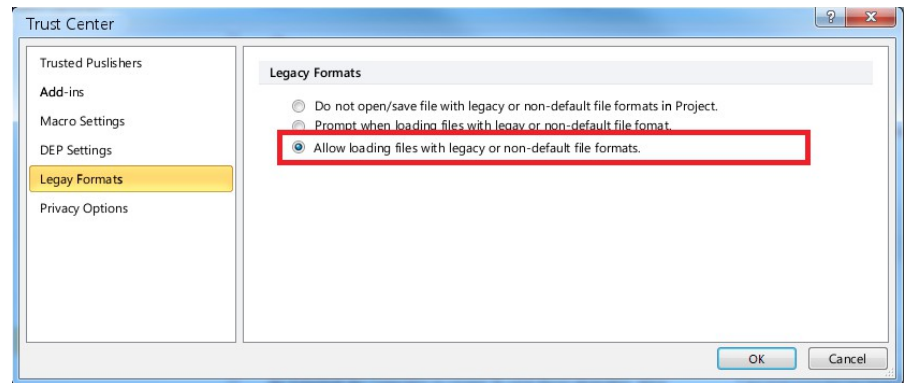 Trust Center
Trusted Puslishers
Add-ins
Macro Settings
DEP Settings
Legay Formats
Privacy Options
Legacy Formats
Do not open/save file with legacy or non-default file formats in Project.
Prompt when loading files with legay or non-default file fomat.
Allow loading files with legacy or non-default file formats.
OK
Cancel